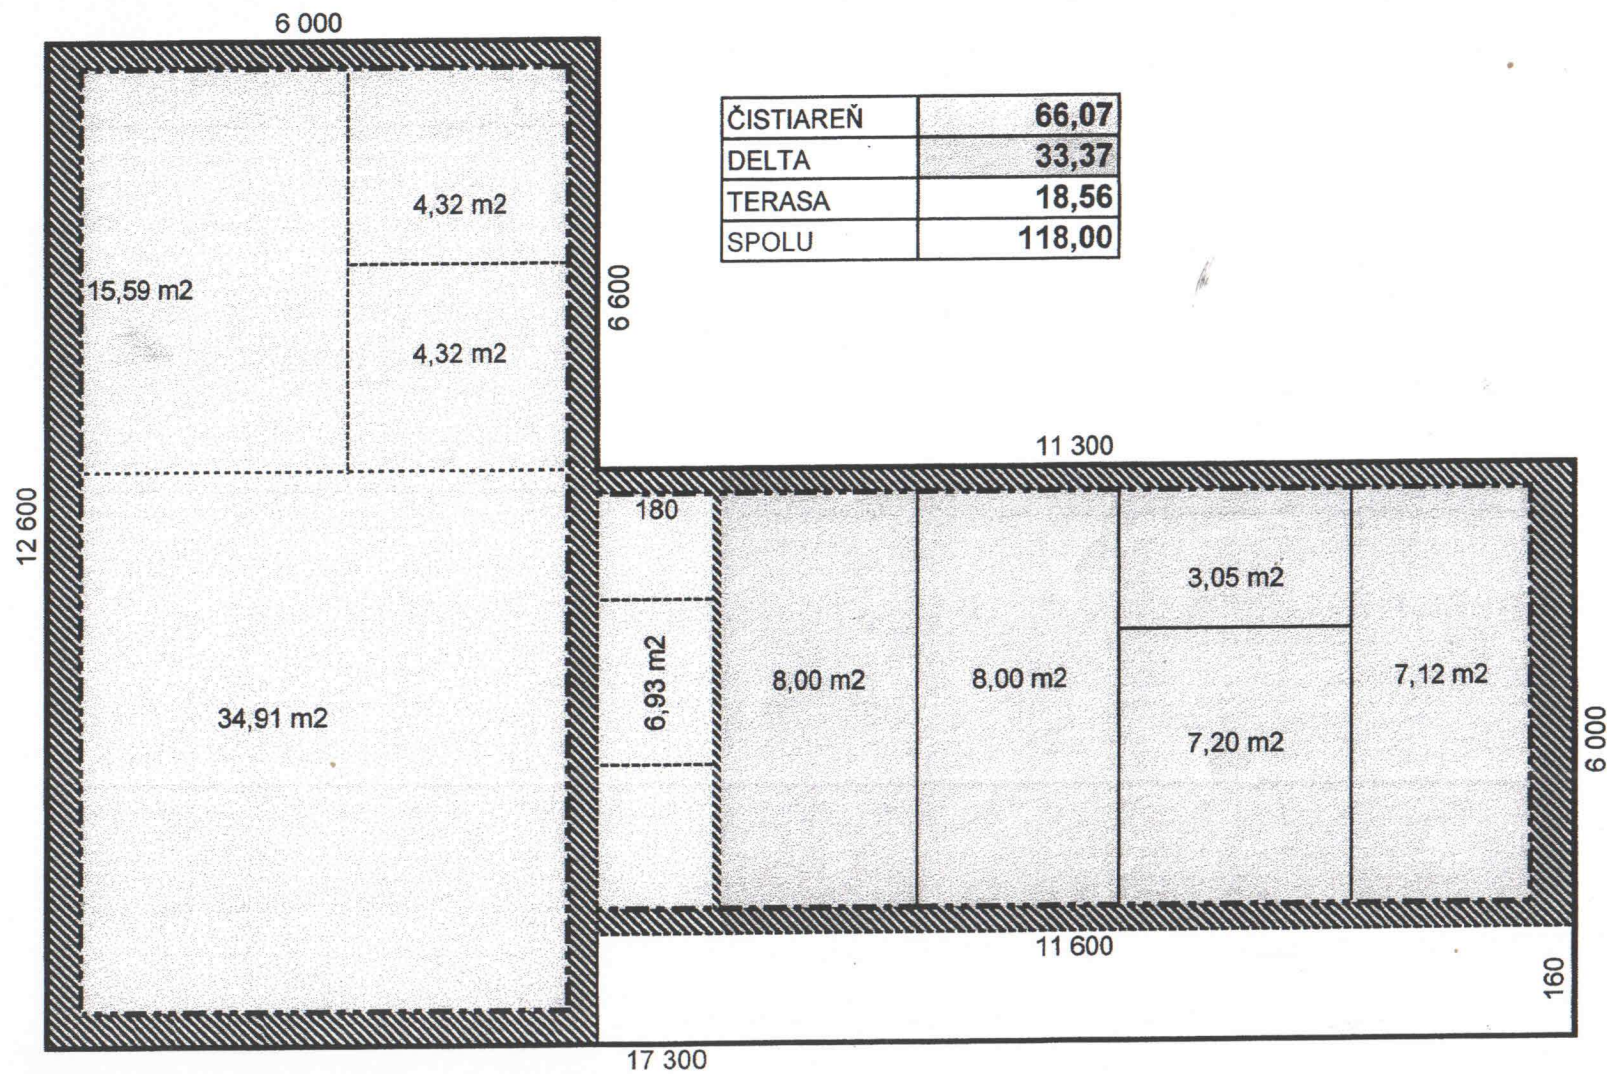 6 000
ČISTIAREŇ 66,07
DELTA 33,37
TERASA 18,56
SPOLU 118,00
4,32 m2
15,59 m2
6 600
4,32 m2
11 300
12 600
180
3,05 m2
6,93 m2
8,00 m2
8,00 m2
7,12 m2
34,91 m2
7,20 m2
6 000
11 600
160
17 300